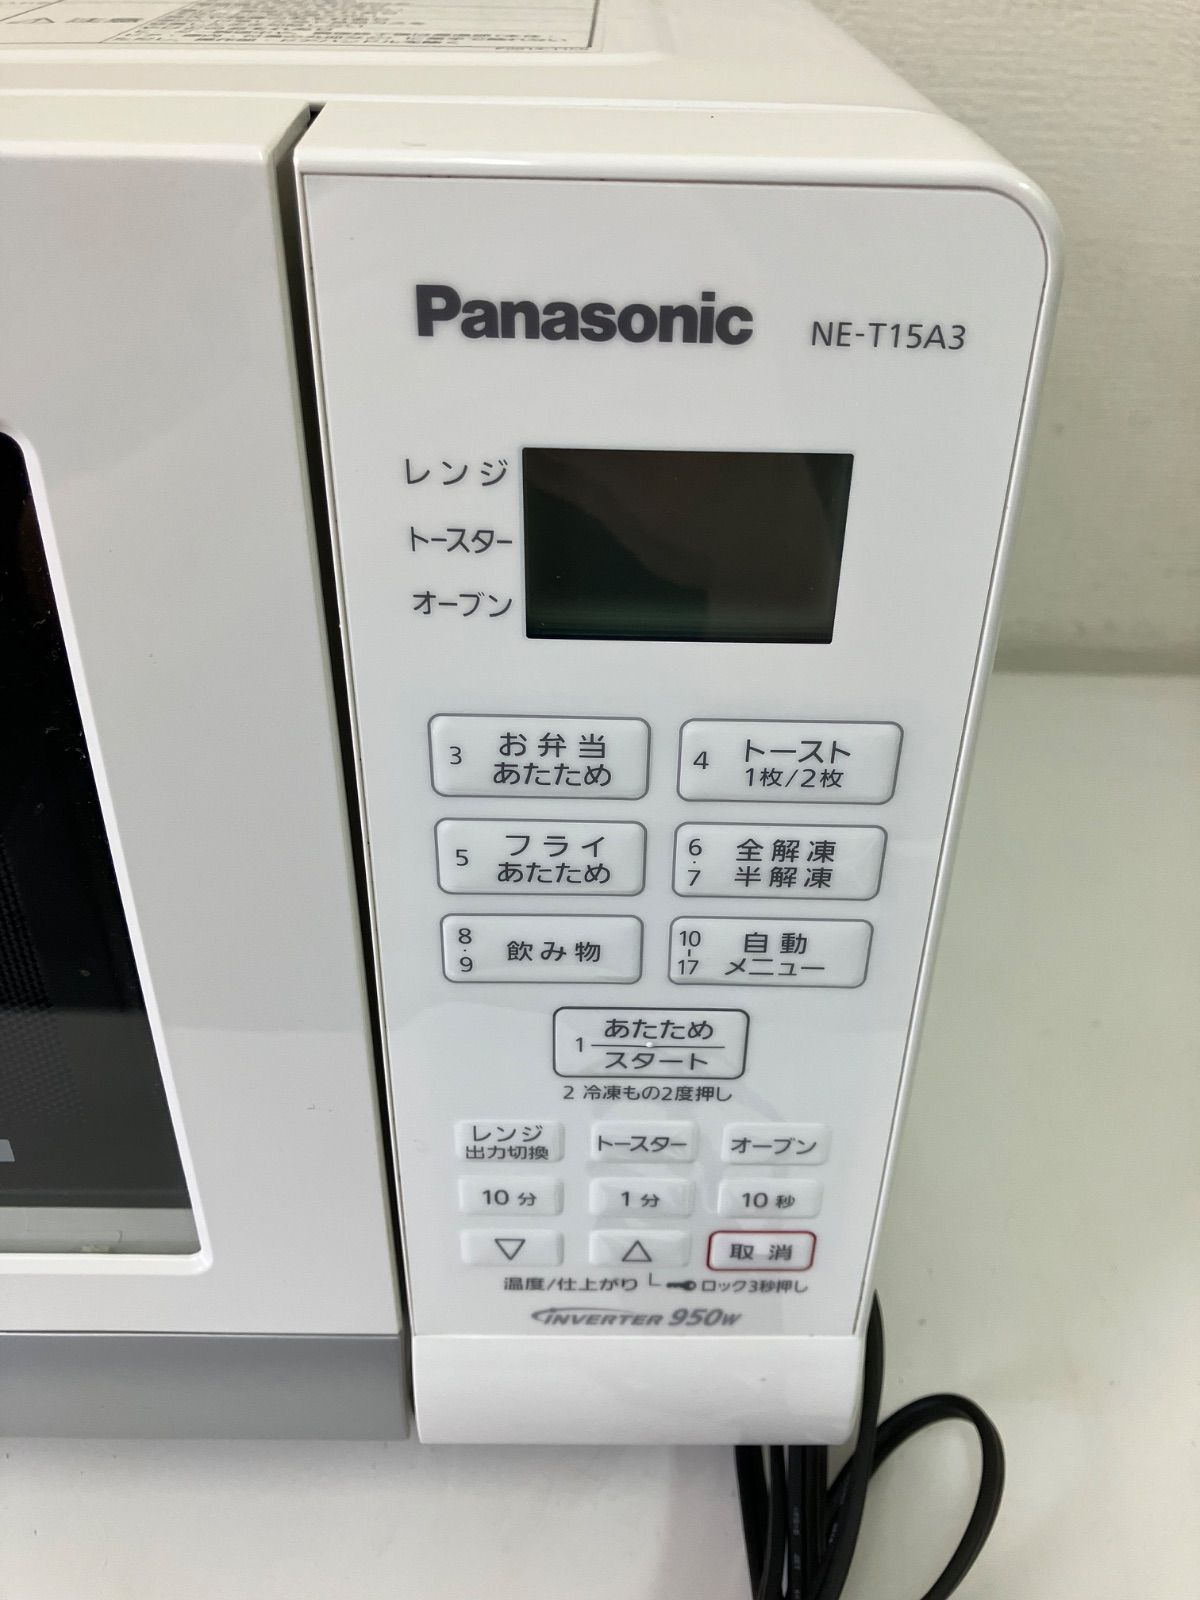 注意
Panasonic NE-T15A3
レンジ
トースター
オーブン
3 お弁当
あたため
4 トースト
1枚/2枚
5 フライ
あたため
6・7 全解凍
半解凍
8・9 飲み物
10-17 自動
メニュー
1 あたため
スタート
2 冷凍もの2度押し
レンジ
出力切換
トースター
オーブン
10分
1分
10秒
▽
△
取消
温度/仕上がり
ロック3秒押し
INVERTER 950W